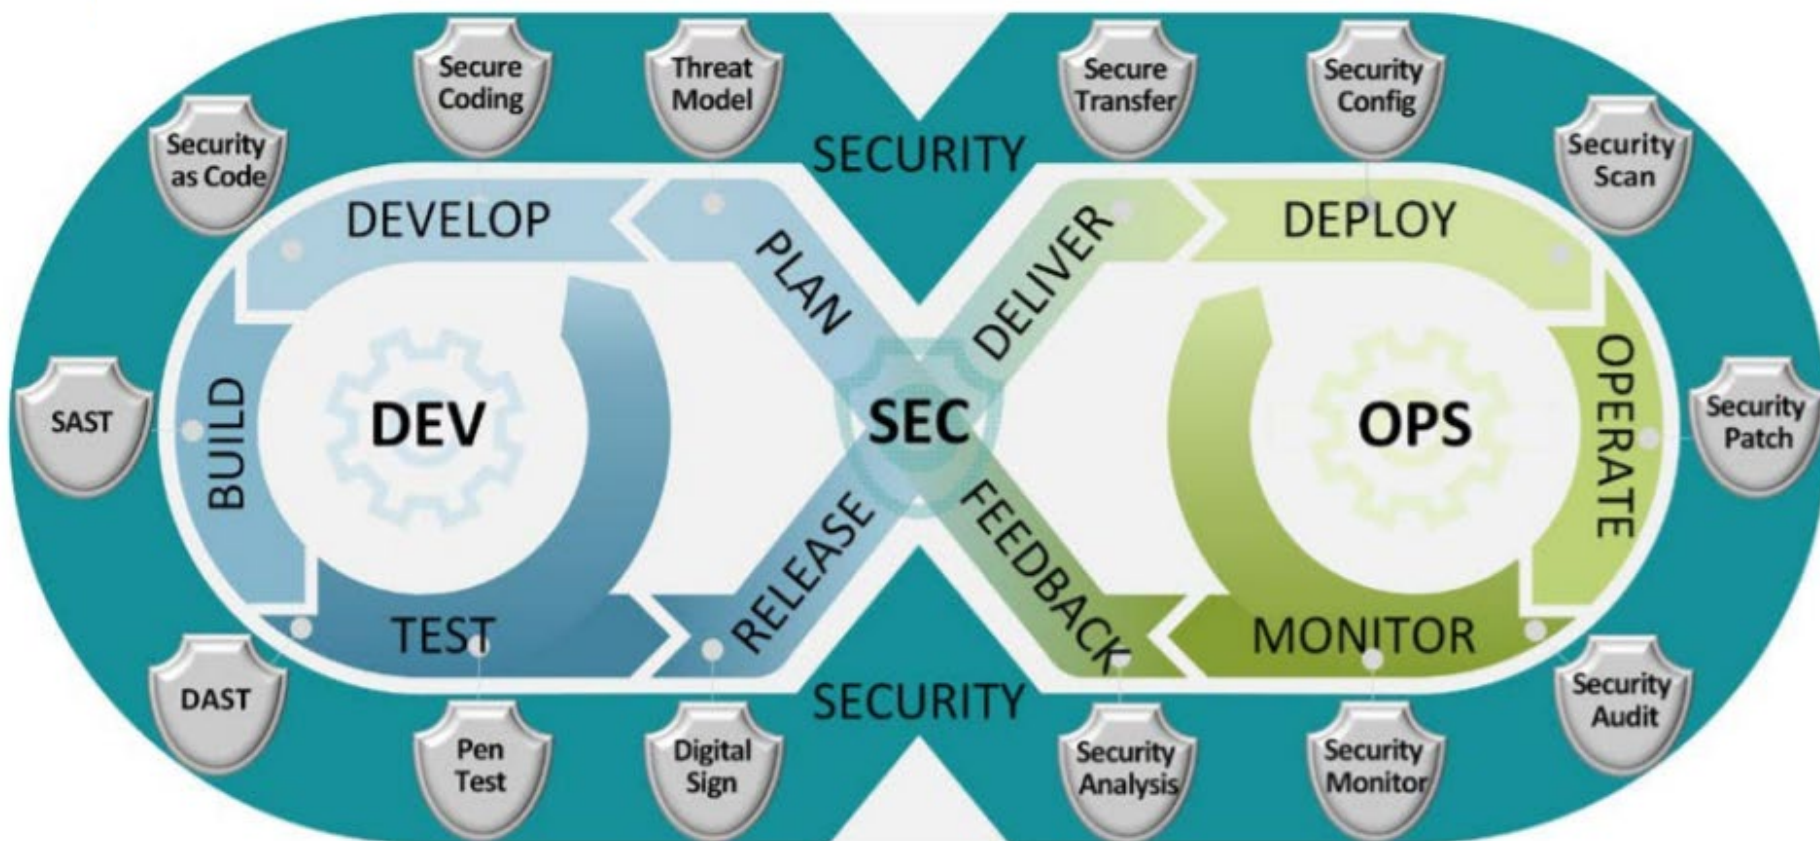 Secure
Coding
Threat
Model
Secure
Transfer
Security
Config
Security
as Code
Security
Scan
SECURITY
DEVELOP
PLAN
DELIVER
DEPLOY
SAST
BUILD
DEV
SEC
OPS
OPERATE
Security
Patch
TEST
RELEASE
FEEDBACK
MONITOR
DAST
Pen
Test
Digital
Sign
SECURITY
Security
Analysis
Security
Monitor
Security
Audit